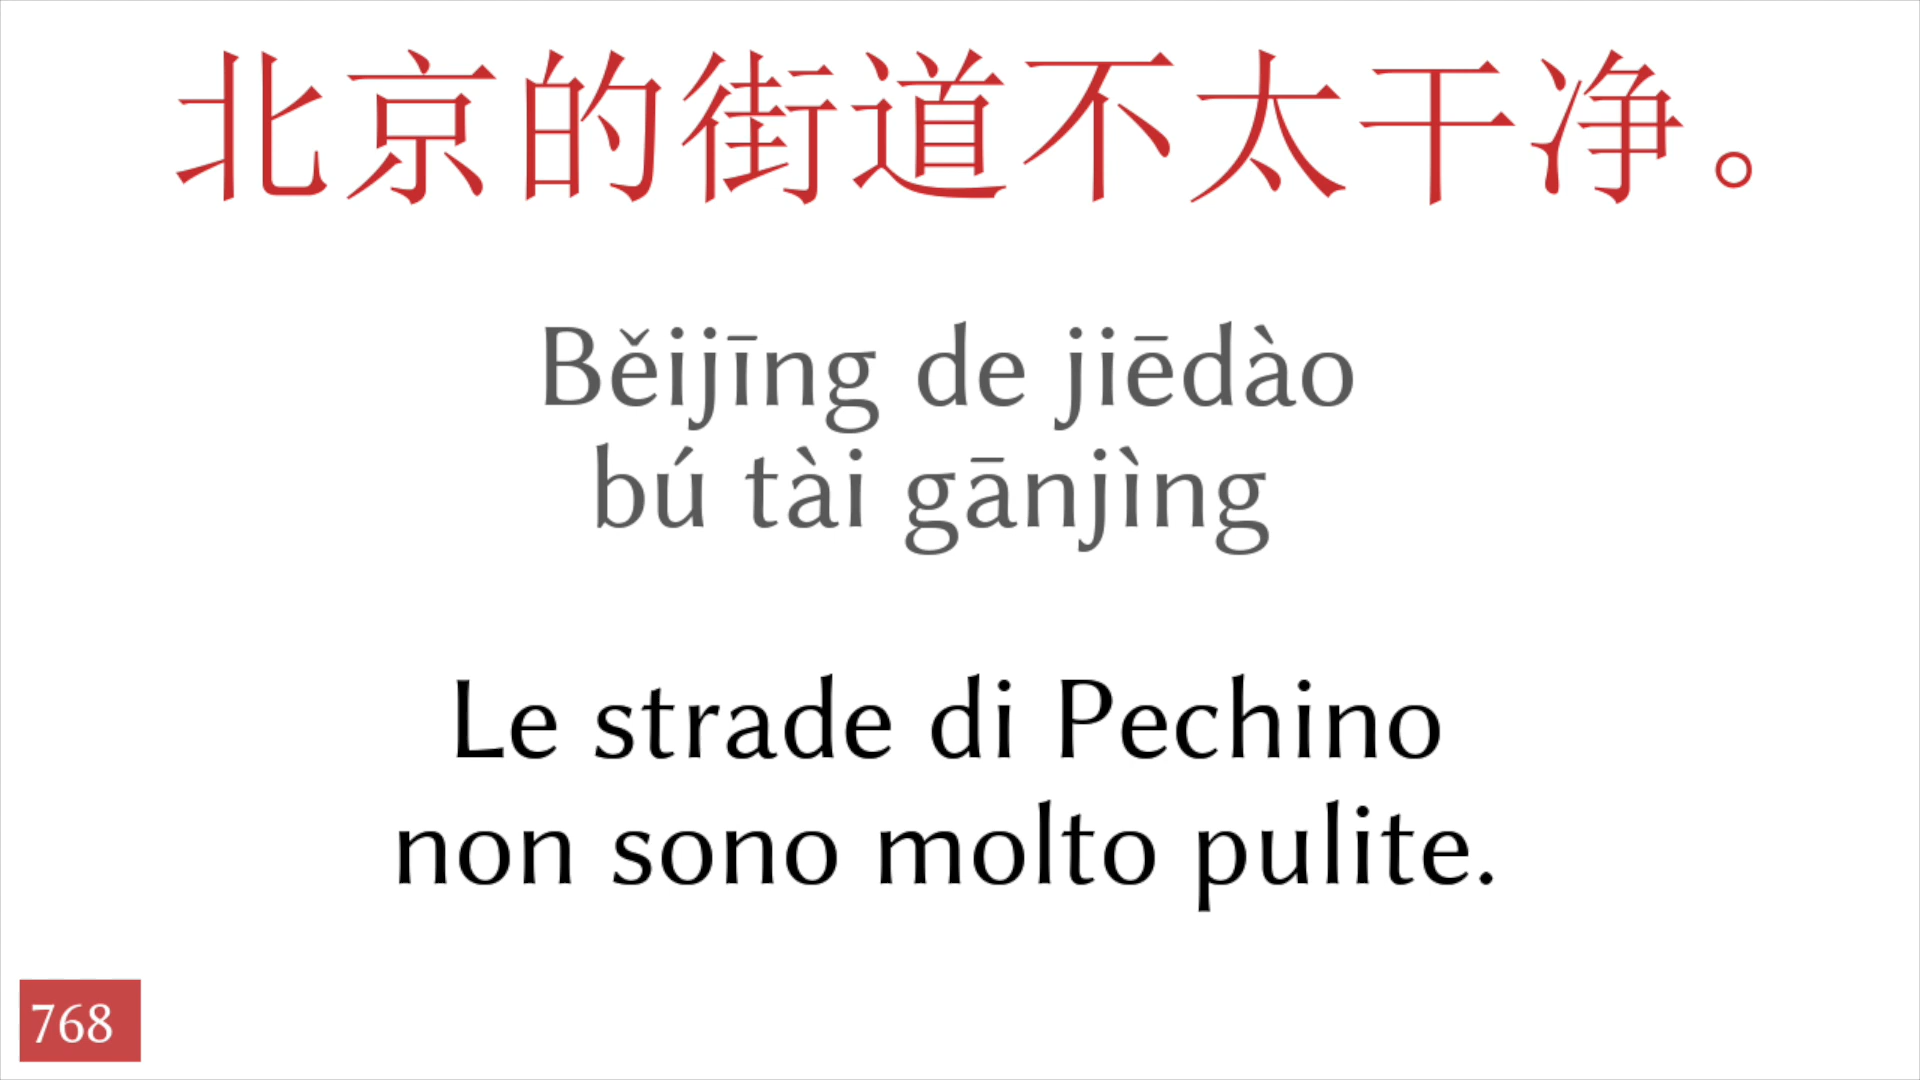 北京的街道不太干净。
Běijīng de jiēdào
bú tài gānjìng
Le strade di Pechino
non sono molto pulite.
768